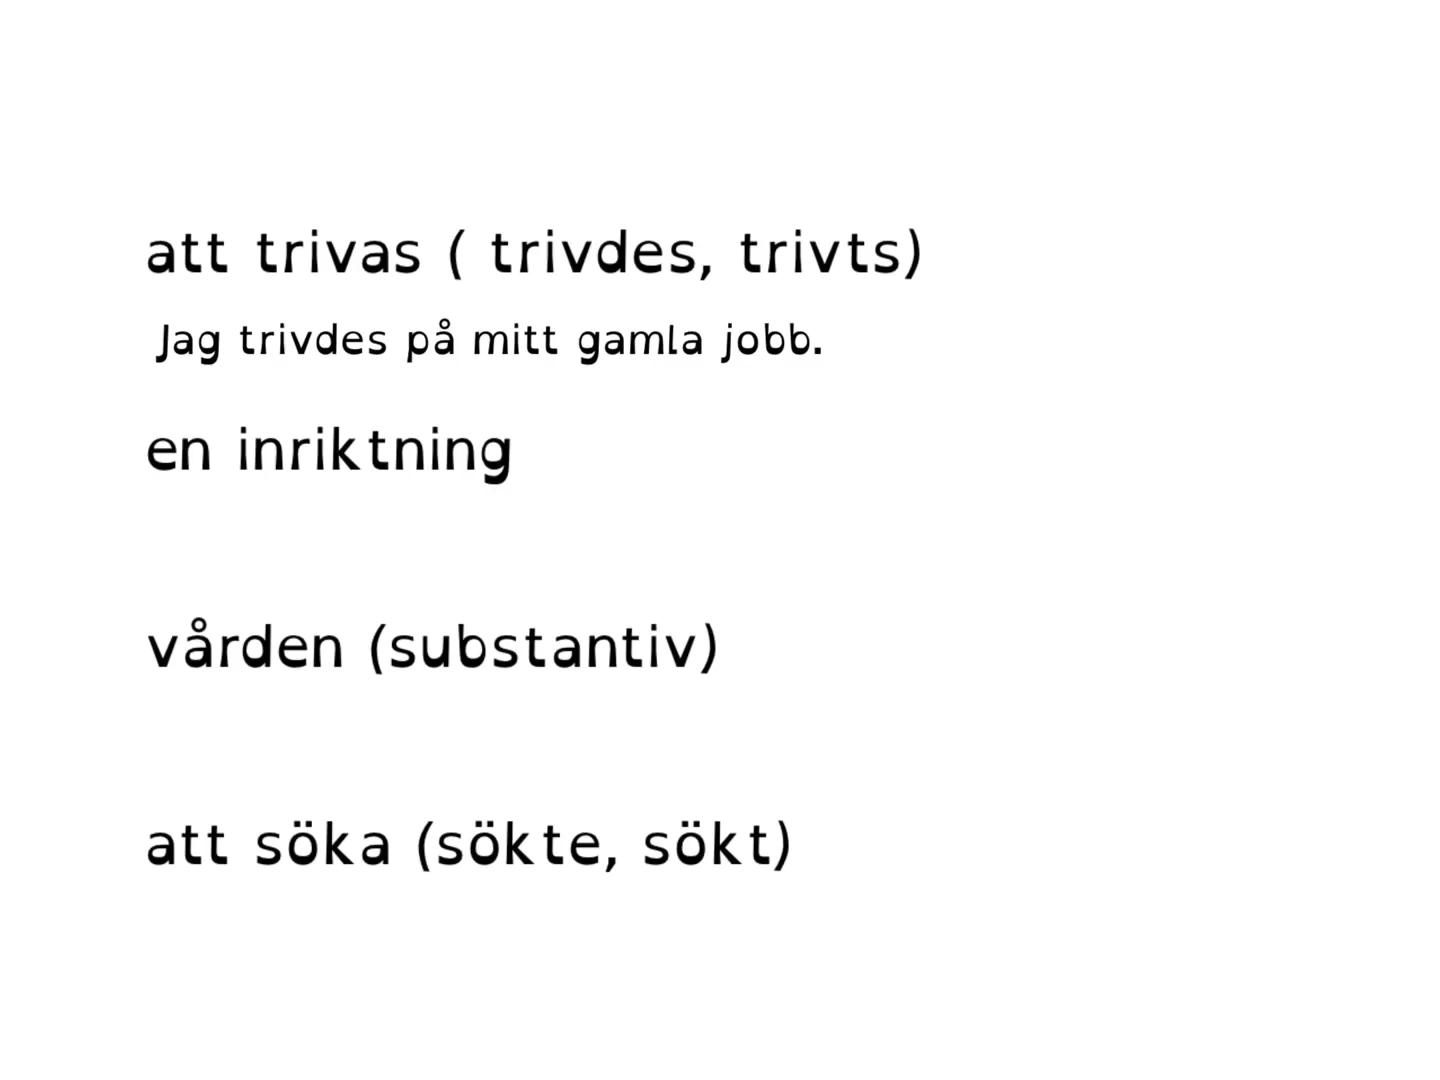 att trivas ( trivdes, trivts)
Jag trivdes på mitt gamla jobb.
en inriktning
vården (substantiv)
att söka (sökte, sökt)